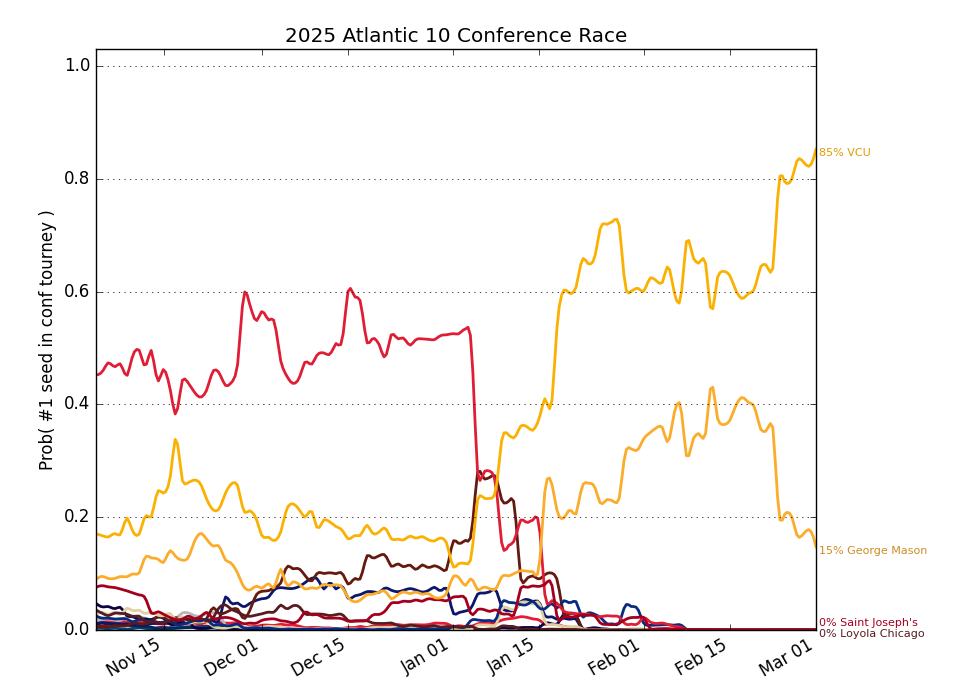 2025 Atlantic 10 Conference Race
Prob( #1 seed in conf tourney )
1.0
0.8
0.6
0.4
0.2
0.0
85% VCU
15% George Mason
0% Saint Joseph's
0% Loyola Chicago
Nov 15
Dec 01
Dec 15
Jan 01
Jan 15
Feb 01
Feb 15
Mar 01